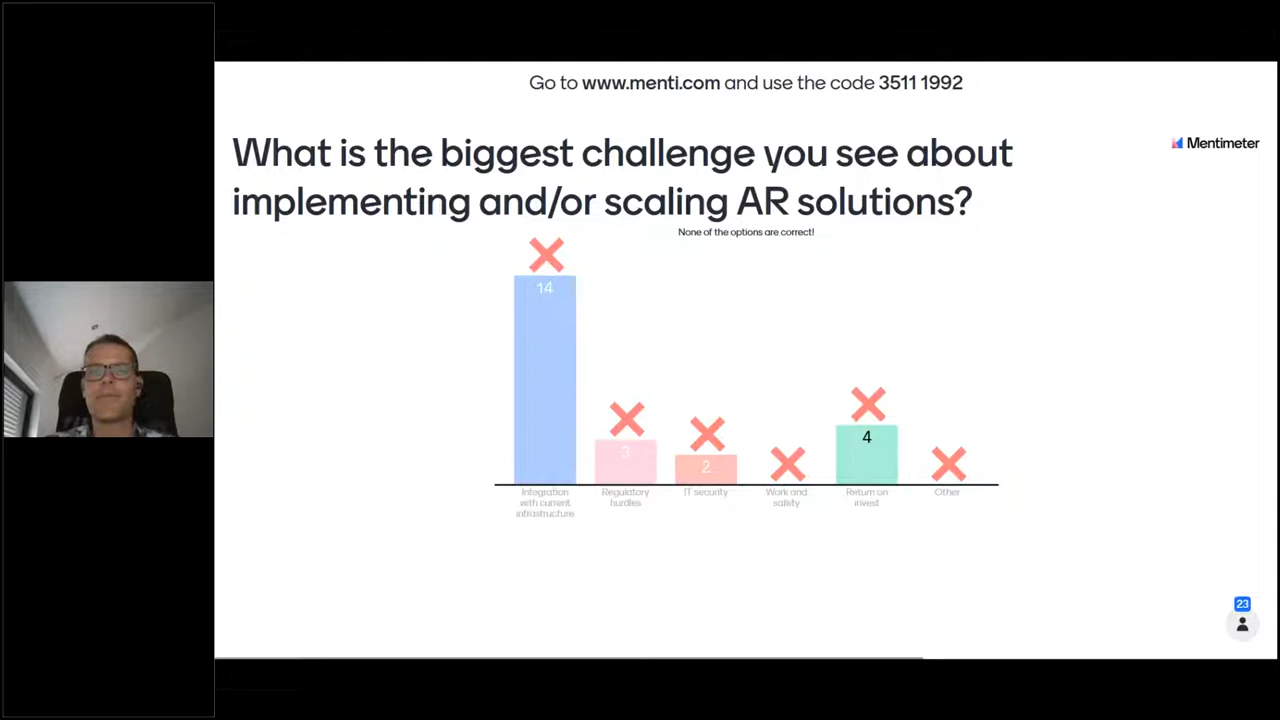 Go to www.menti.com and use the code 3511 1992
Mentimeter
What is the biggest challenge you see about
implementing and/or scaling AR solutions?
None of the options are correct!
14
3
2
4
Integration
with current
infrastructure
Regulatory
hurdles
IT security
Work and
safety
Return on
invest
Other
23